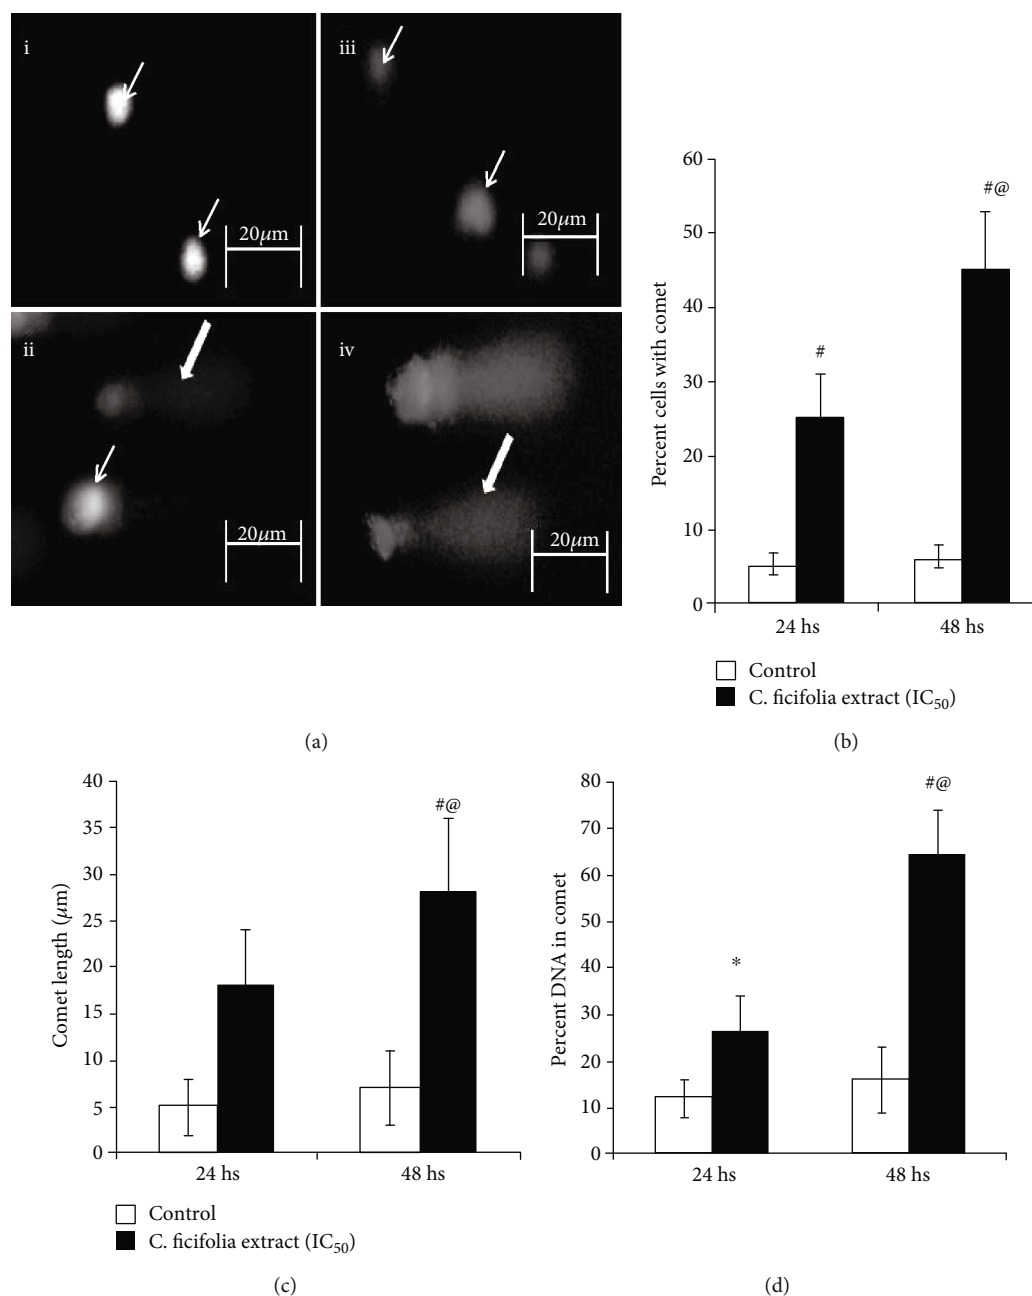 i
iii
20μm
20μm
ii
iv
20μm
20μm
(a)
Percent cells with comet
60
50
40
30
20
10
0
#
#@
24 hs
48 hs
Control
C. ficifolia extract (IC50)
(b)
Comet length (μm)
40
35
30
25
20
15
10
5
0
#@
24 hs
48 hs
Control
C. ficifolia extract (IC50)
(c)
Percent DNA in comet
80
70
60
50
40
30
20
10
0
*
#@
24 hs
48 hs
(d)